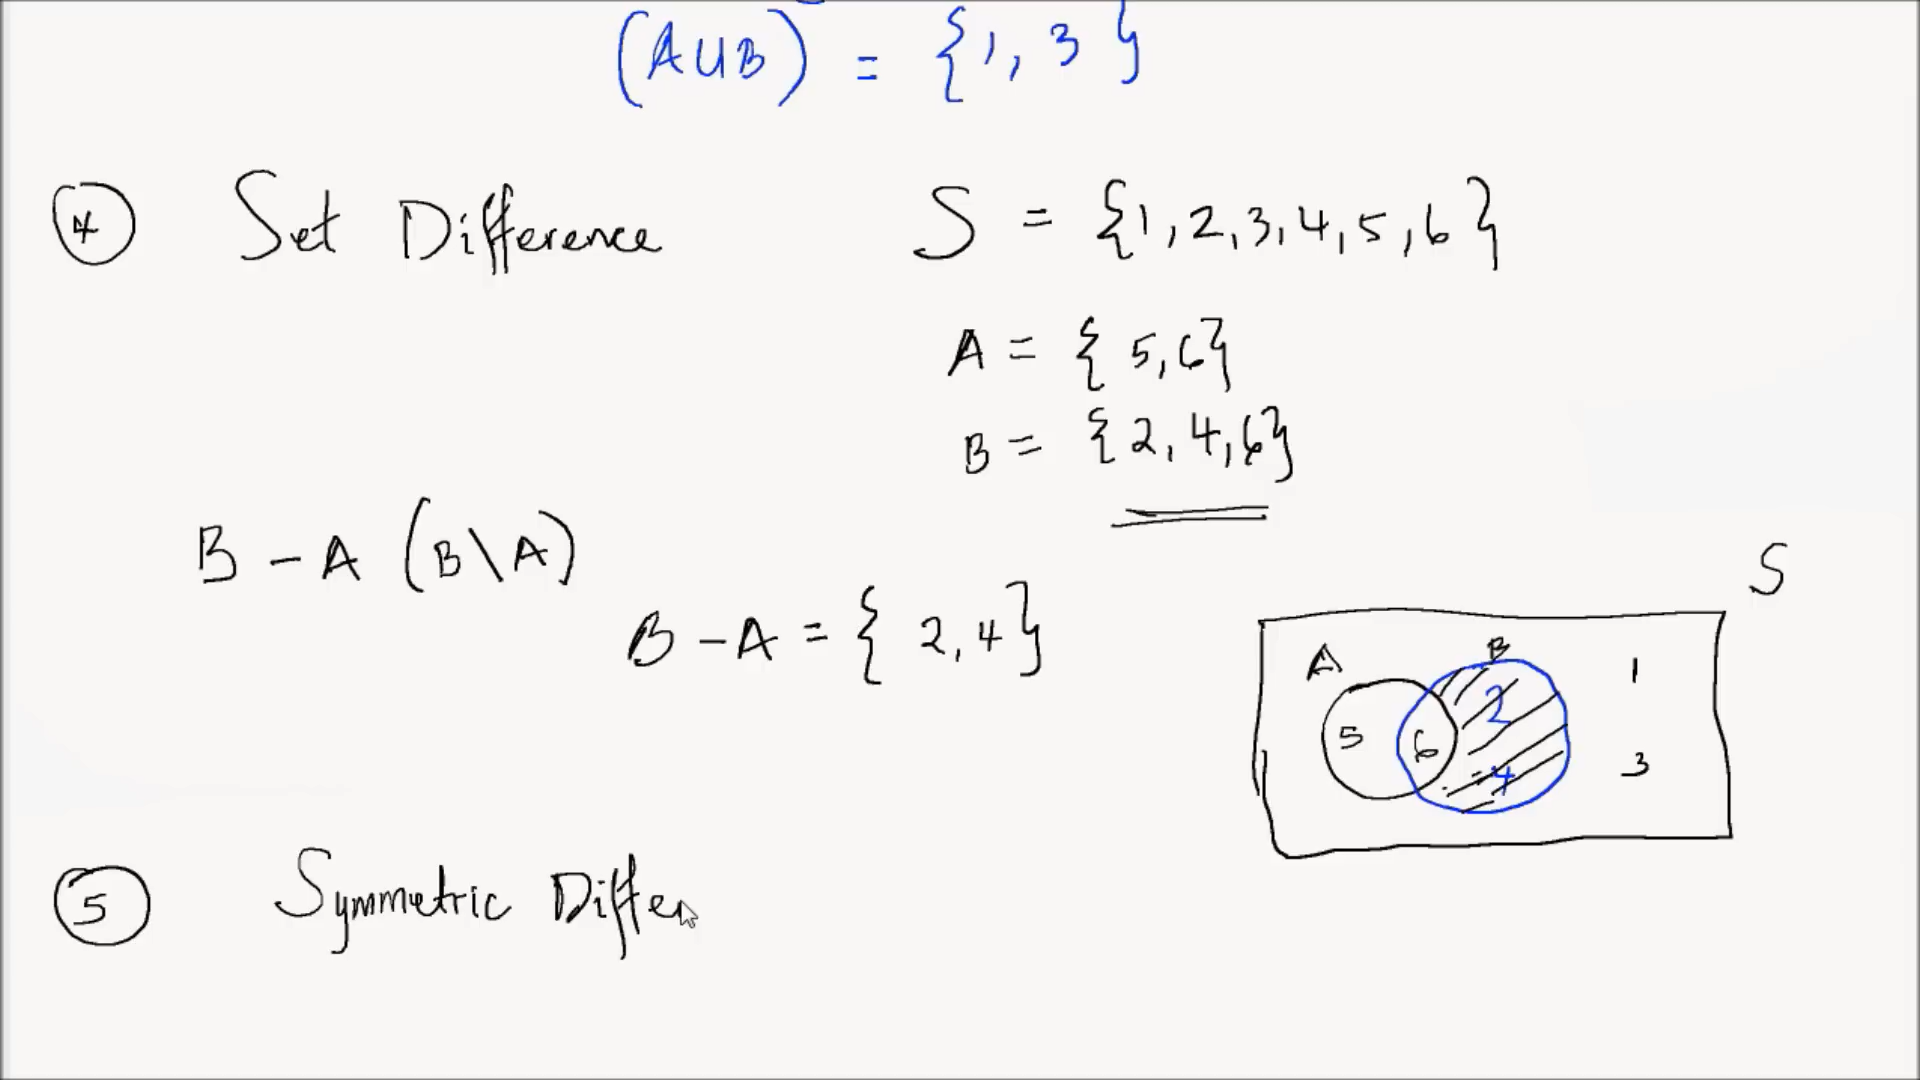 (A∪B) = {1, 3}
4 Set Difference S = {1, 2, 3, 4, 5, 6}
A = {5, 6}
B = {2, 4, 6}
B - A (B\A)
B - A = {2, 4}
S
A B 1
2
5 6
4 3
5 Symmetric Differ